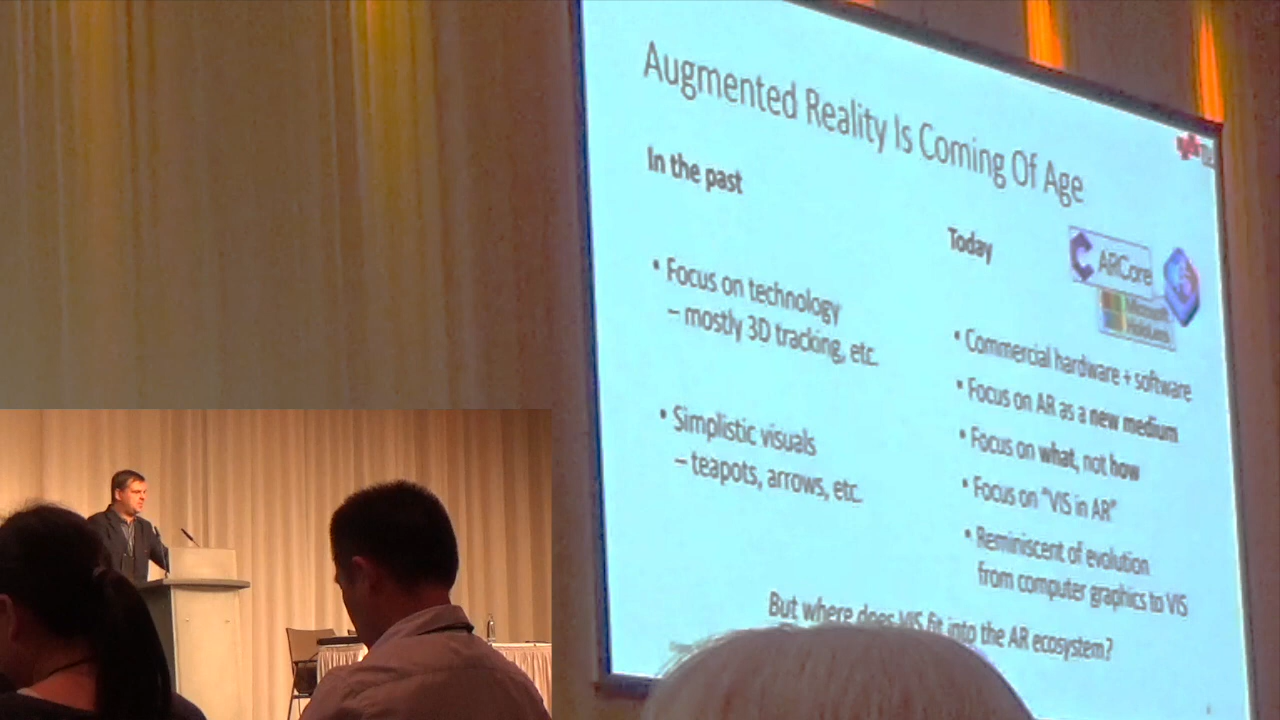 Augmented Reality Is Coming Of Age
In the past
• Focus on technology
– mostly 3D tracking, etc.
• Simplistic visuals
– teapots, arrows, etc.
Today
ARCore
Microsoft
HoloLens
• Commercial hardware + software
• Focus on AR as a new medium
• Focus on what, not how
• Focus on "VIS in AR"
• Reminiscent of evolution
from computer graphics to VIS
But where does VIS fit into the AR ecosystem?